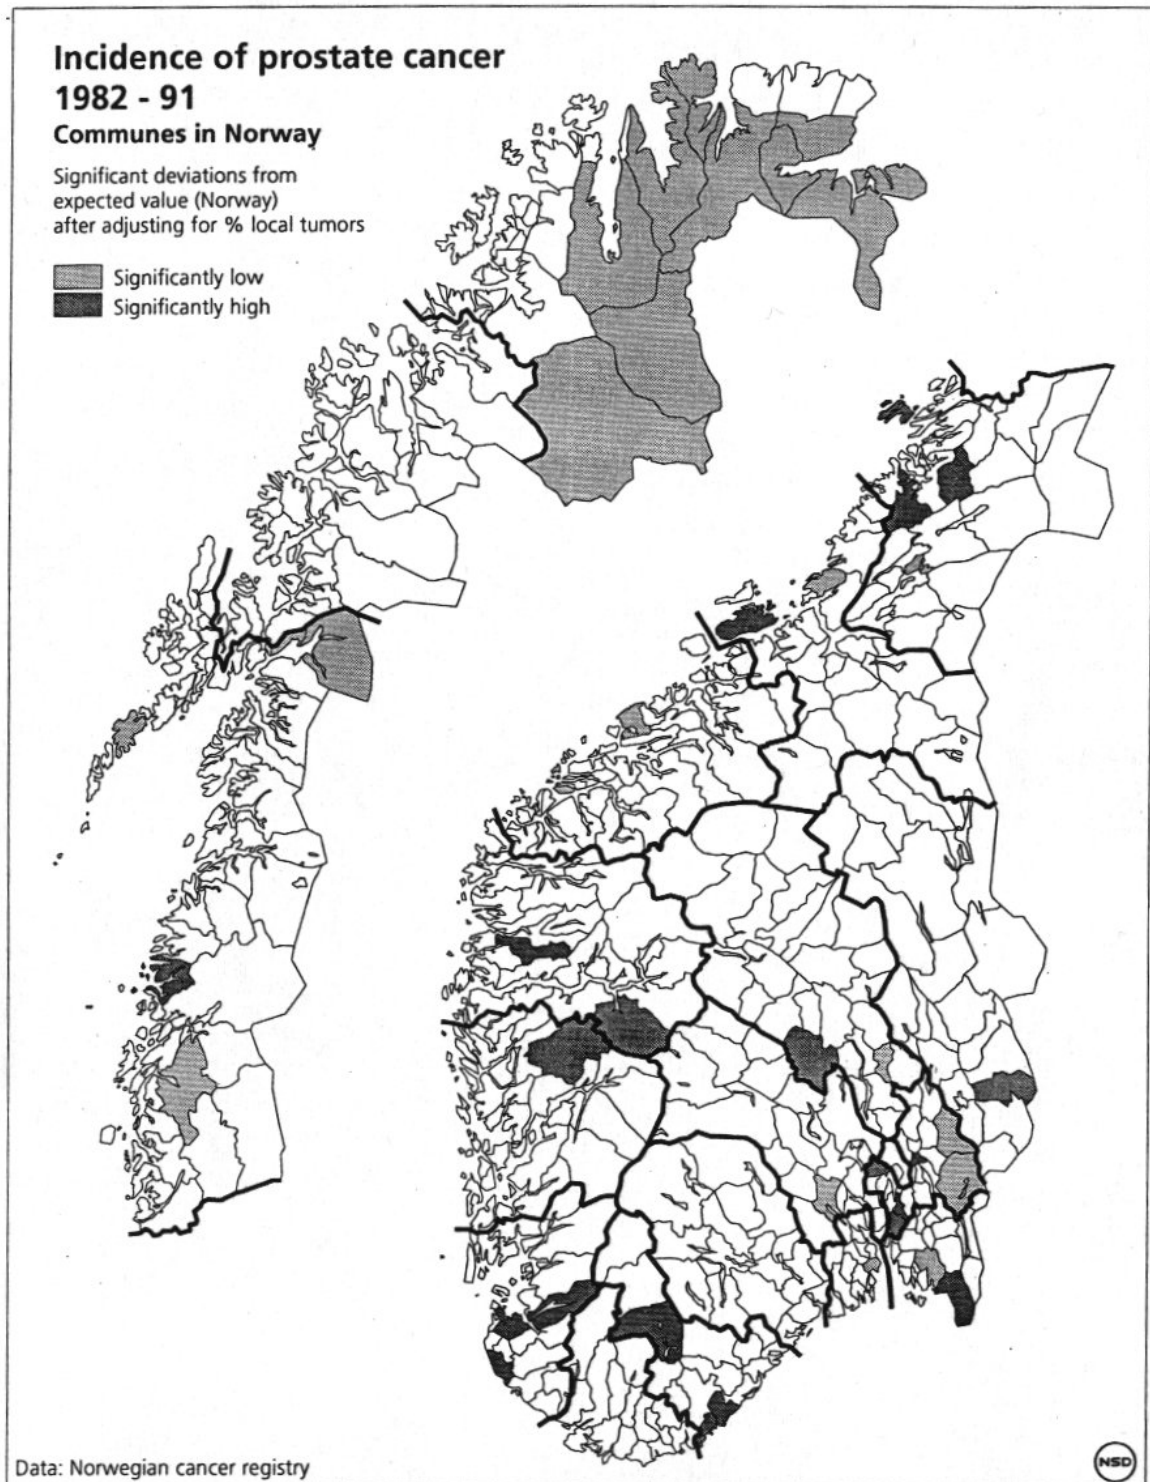 Incidence of prostate cancer
1982 - 91
Communes in Norway
Significant deviations from
expected value (Norway)
after adjusting for % local tumors
Significantly low
Significantly high
Data: Norwegian cancer registry
NSD